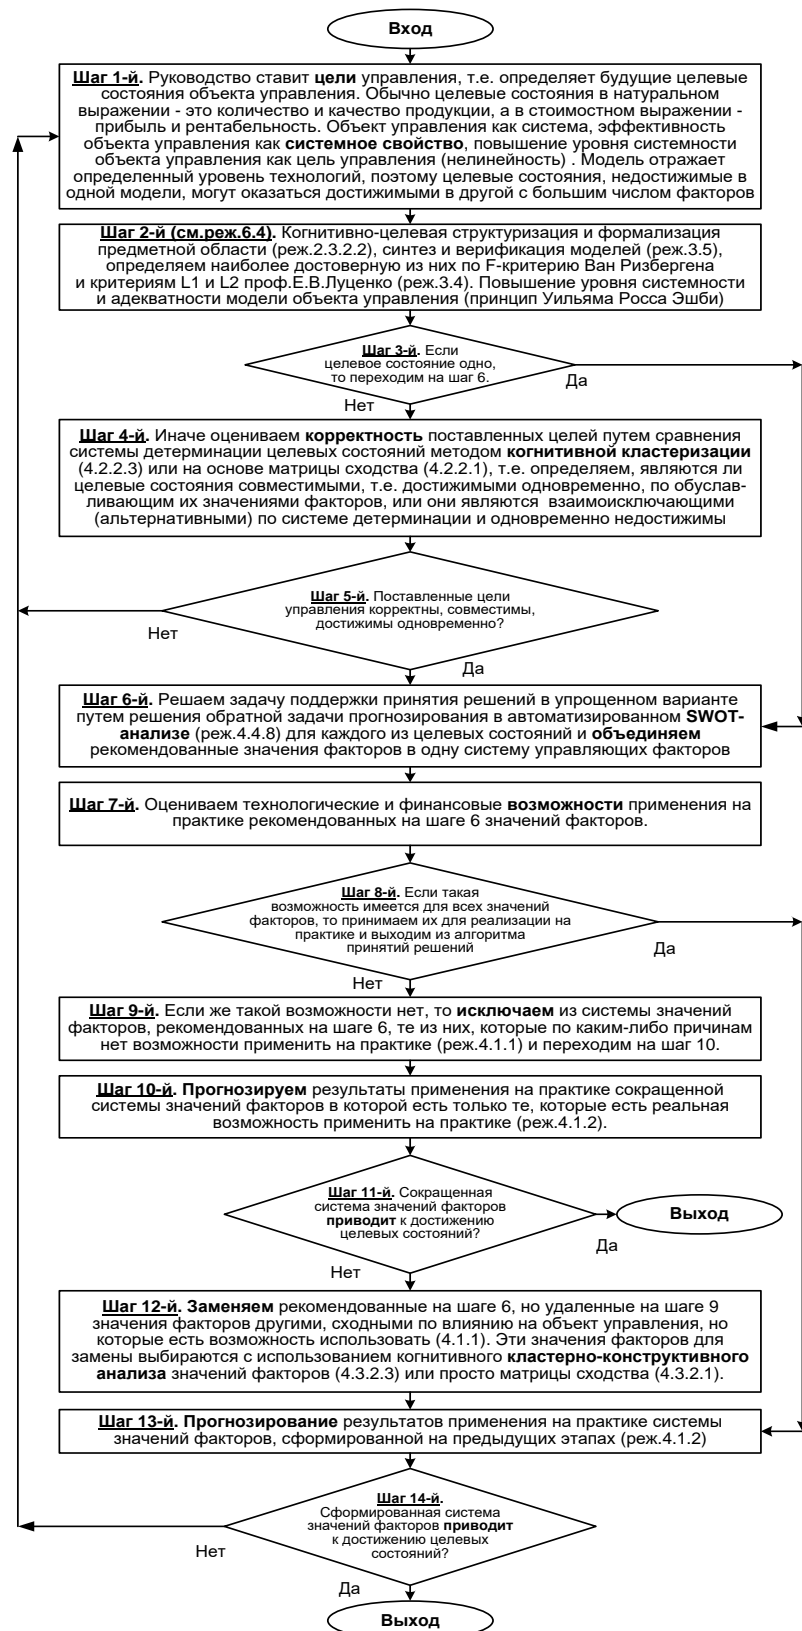 Вход
Шаг 1-й. Руководство ставит цели управления, т.е. определяет будущие целевые
состояния объекта управления. Обычно целевые состояния в натуральном
выражении - это количество и качество продукции, а в стоимостном выражении -
прибыль и рентабельность. Объект управления как система, эффективность
объекта управления как системное свойство, повышение уровня системности
объекта управления как цель управления (нелинейность) . Модель отражает
определенный уровень технологий, поэтому целевые состояния, недостижимые в
одной модели, могут оказаться достижимыми в другой с большим числом факторов
Шаг 2-й (см.реж.6.4). Когнитивно-целевая структуризация и формализация
предметной области (реж.2.3.2.2), синтез и верификация моделей (реж.3.5),
определяем наиболее достоверную из них по F-критерию Ван Ризбергена
и критериям L1 и L2 проф.Е.В.Луценко (реж.3.4). Повышение уровня системности
и адекватности модели объекта управления (принцип Уильяма Росса Эшби)
Шаг 3-й. Если
целевое состояние одно,
то переходим на шаг 6.
Да
Нет
Шаг 4-й. Иначе оцениваем корректность поставленных целей путем сравнения
системы детерминации целевых состояний методом когнитивной кластеризации
(4.2.2.3) или на основе матрицы сходства (4.2.2.1), т.е. определяем, являются ли
целевые состояния совместимыми, т.е. достижимыми одновременно, по обуслав-
ливающим их значениями факторов, или они являются взаимоисключающими
(альтернативными) по системе детерминации и одновременно недостижимы
Шаг 5-й. Поставленные цели
управления корректны, совместимы,
достижимы одновременно?
Нет
Да
Шаг 6-й. Решаем задачу поддержки принятия решений в упрощенном варианте
путем решения обратной задачи прогнозирования в автоматизированном SWOT-
анализе (реж.4.4.8) для каждого из целевых состояний и объединяем
рекомендованные значения факторов в одну систему управляющих факторов
Шаг 7-й. Оцениваем технологические и финансовые возможности применения на
практике рекомендованных на шаге 6 значений факторов.
Шаг 8-й. Если такая
возможность имеется для всех значений
факторов, то принимаем их для реализации на
практике и выходим из алгоритма
принятий решений
Да
Нет
Шаг 9-й. Если же такой возможности нет, то исключаем из системы значений
факторов, рекомендованных на шаге 6, те из них, которые по каким-либо причинам
нет возможности применить на практике (реж.4.1.1) и переходим на шаг 10.
Шаг 10-й. Прогнозируем результаты применения на практике сокращенной
системы значений факторов в которой есть только те, которые есть реальная
возможность применить на практике (реж.4.1.2).
Шаг 11-й. Сокращенная
система значений факторов
приводит к достижению
целевых состояний?
Выход
Да
Нет
Шаг 12-й. Заменяем рекомендованные на шаге 6, но удаленные на шаге 9
значения факторов другими, сходными по влиянию на объект управления, но
которые есть возможность использовать (4.1.1). Эти значения факторов для
замены выбираются с использованием когнитивного кластерно-конструктивного
анализа значений факторов (4.3.2.3) или просто матрицы сходства (4.3.2.1).
Шаг 13-й. Прогнозирование результатов применения на практике системы
значений факторов, сформированной на предыдущих этапах (реж.4.1.2)
Шаг 14-й.
Сформированная система
значений факторов приводит
к достижению целевых
состояний?
Нет
Да
Выход